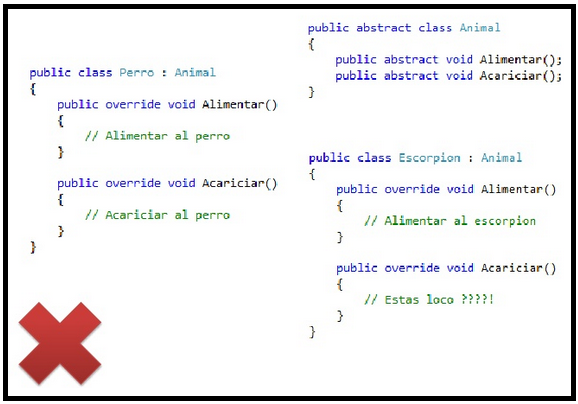 public class Perro : Animal
{
public override void Alimentar()
{
// Alimentar al perro
}
public override void Acariciar()
{
// Acariciar al perro
}
}
public abstract class Animal
{
public abstract void Alimentar();
public abstract void Acariciar();
}
public class Escorpion : Animal
{
public override void Alimentar()
{
// Alimentar al escorpion
}
public override void Acariciar()
{
// Estas loco ????!
}
}